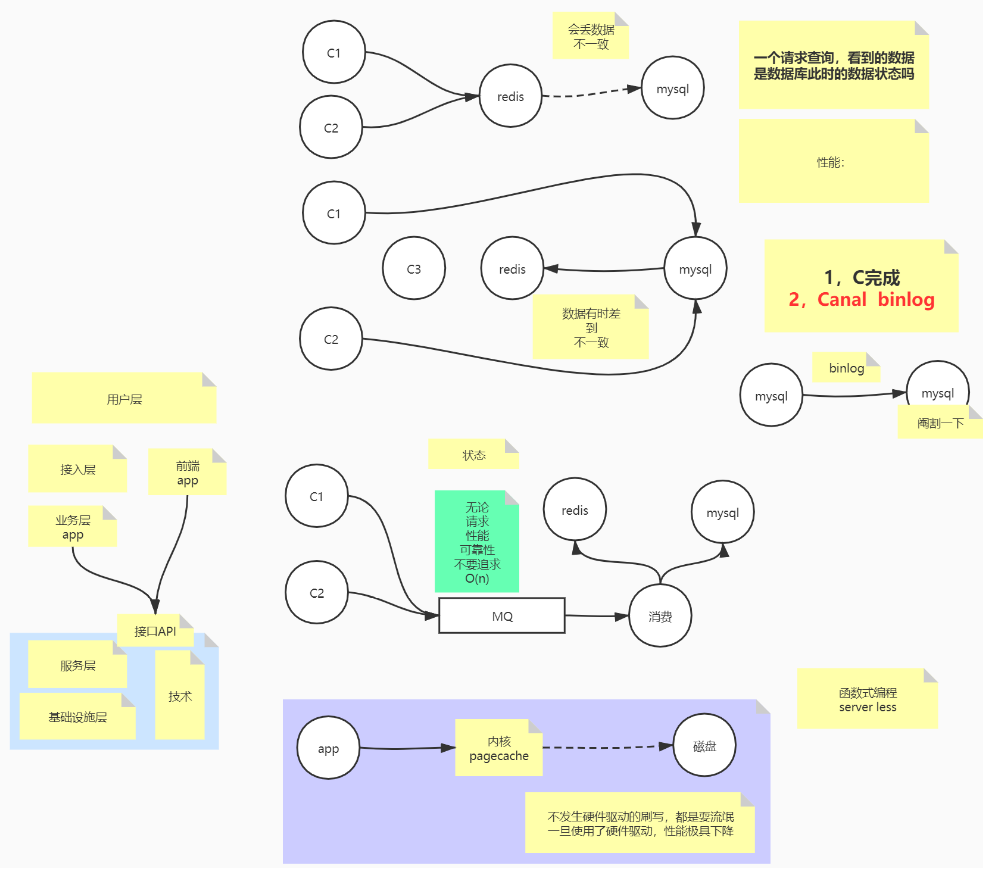 C1
C2
redis
会丢数据
不一致
mysql
一个请求查询，看到的数据
是数据库此时的数据状态吗
性能：
C1
C3
redis
mysql
C2
数据有时差
到
不一致
1，C完成
2，Canal binlog
mysql
binlog
mysql
阉割一下
用户层
接入层
前端
app
业务层
app
接口API
服务层
技术
基础设施层
状态
C1
C2
无论
请求
性能
可靠性
不要追求
O(n)
MQ
redis
mysql
消费
函数式编程
server less
app
内核
pagecache
磁盘
不发生硬件驱动的刷写，都是耍流氓
一旦使用了硬件驱动，性能极具下降